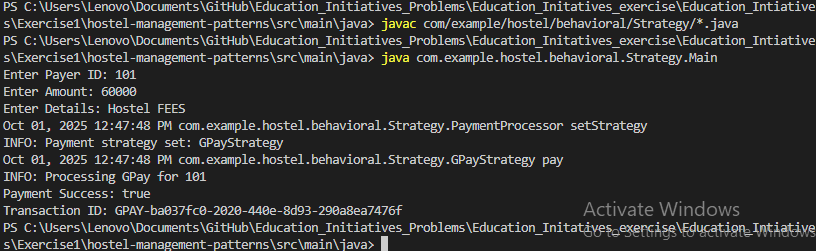 PS C:\Users\Lenovo\Documents\GitHub\Education_Initiatives_Problems\Education_Initatives_exercise\Education_Intiative
s\Exercise1\hostel-management-patterns\src\main\java> javac com/example/hostel/behavioral/Strategy/*.java
PS C:\Users\Lenovo\Documents\GitHub\Education_Initiatives_Problems\Education_Initatives_exercise\Education_Intiative
s\Exercise1\hostel-management-patterns\src\main\java> java com.example.hostel.behavioral.Strategy.Main
Enter Payer ID: 101
Enter Amount: 60000
Enter Details: Hostel FEES
Oct 01, 2025 12:47:48 PM com.example.hostel.behavioral.Strategy.PaymentProcessor setStrategy
INFO: Payment strategy set: GPayStrategy
Oct 01, 2025 12:47:48 PM com.example.hostel.behavioral.Strategy.GPayStrategy pay
INFO: Processing GPay for 101
Payment Success: true
Transaction ID: GPAY-ba037fc0-2020-440e-8d93-290a8ea7476f
PS C:\Users\Lenovo\Documents\GitHub\Education_Initiatives_Problems\Education_Initatives_exercise\Education_Intiative
s\Exercise1\hostel-management-patterns\src\main\java>
Activate Windows
Go to Settings to activate Windows